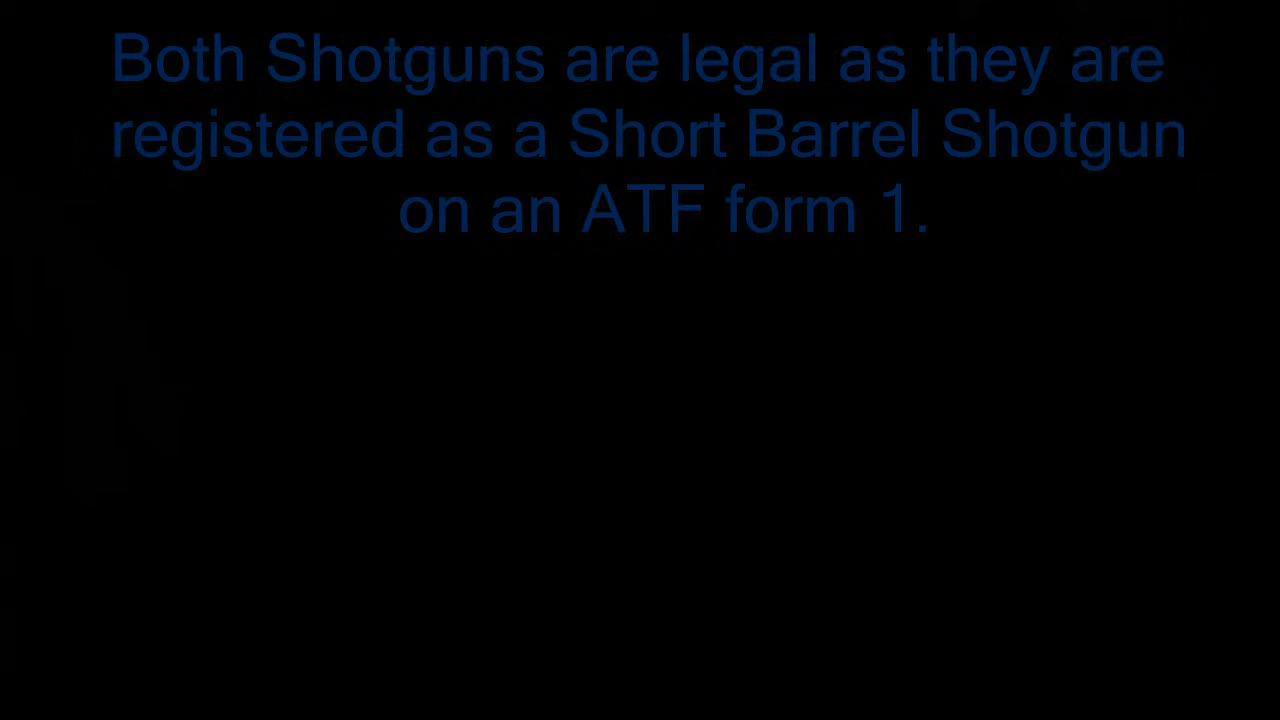 Both Shotguns are legal as they are
registered as a Short Barrel Shotgun
on an ATF form 1.